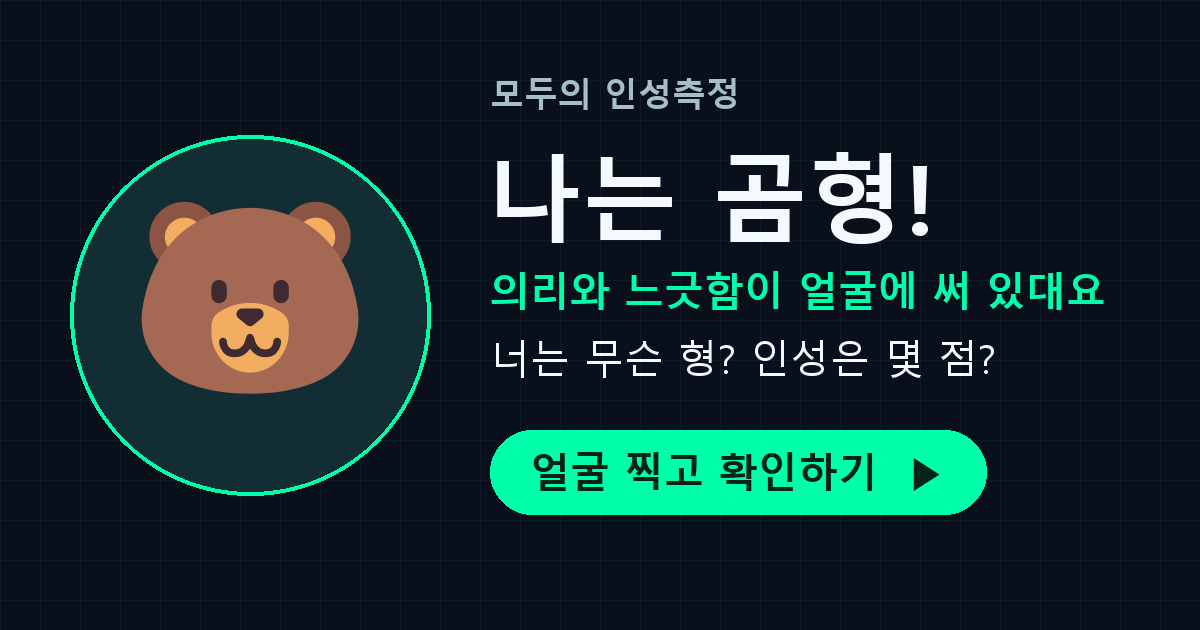 모두의 인성측정
나는 곰형!
의리와 느긋함이 얼굴에 써 있대요
너는 무슨 형? 인성은 몇 점?
얼굴 찍고 확인하기 ▶